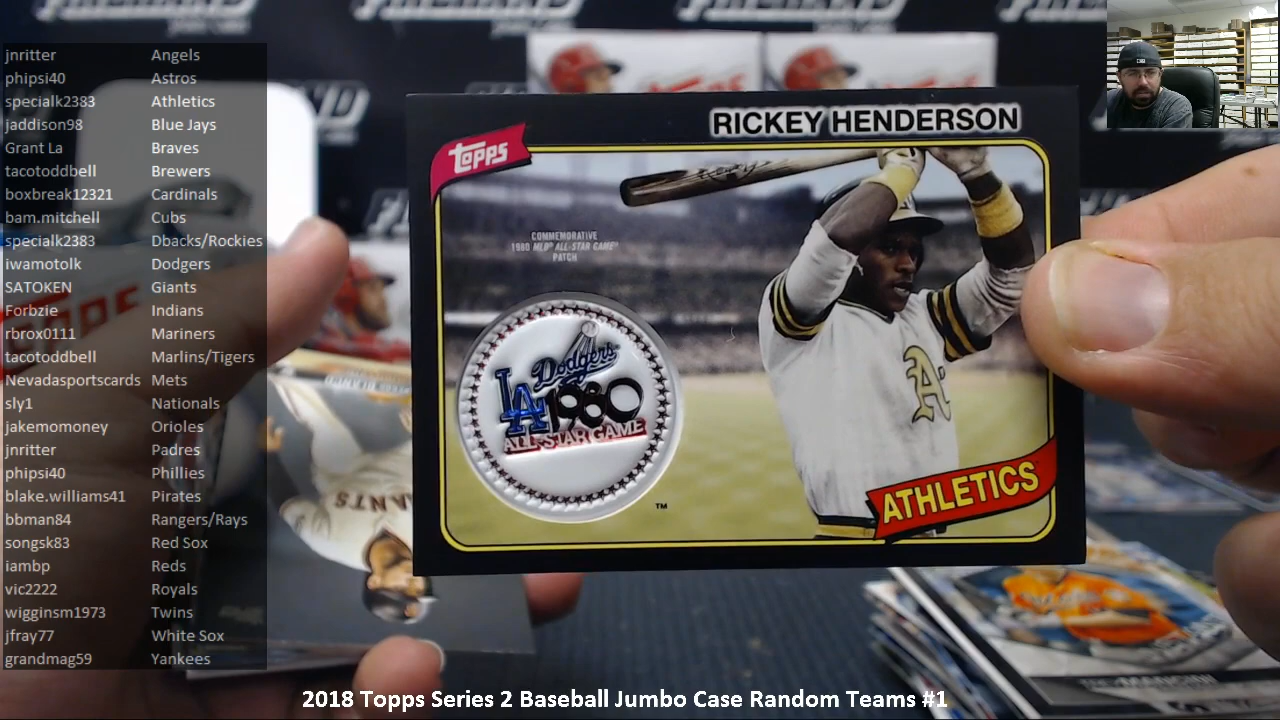 jnritter Angels
phipsi40 Astros
specialk2383 Athletics
jaddison98 Blue Jays
Grant La Braves
tacotoddbell Brewers
boxbreak12321 Cardinals
bam.mitchell Cubs
specialk2383 Dbacks/Rockies
iwamotolk Dodgers
SATOKEN Giants
Forbzie Indians
rbrox0111 Mariners
tacotoddbell Marlins/Tigers
Nevadasportscards Mets
sly1 Nationals
jakemomoney Orioles
jnritter Padres
phipsi40 Phillies
blake.williams41 Pirates
bbman84 Rangers/Rays
songsk83 Red Sox
iambp Reds
vic2222 Royals
wigginsm1973 Twins
jfray77 White Sox
grandmag59 Yankees
RICKEY HENDERSON
Topps
COMMEMORATIVE
1980 MLB® ALL-STAR GAME®
PATCH
Dodgers
LA 1980
ALL-STAR GAME
TM
A's
ATHLETICS
2018 Topps Series 2 Baseball Jumbo Case Random Teams #1